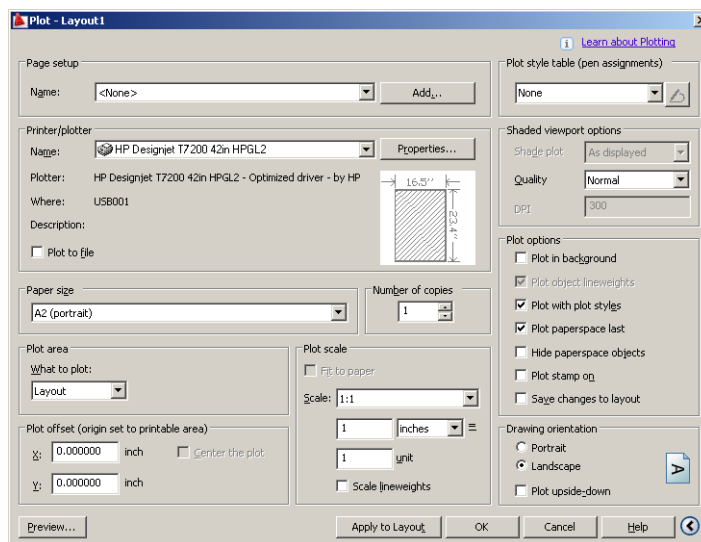 Plot - Layout1
Learn about Plotting
Page setup
Name:
<None>
Add...
Plot style table (pen assignments)
None
Printer/plotter
Name:
HP Designjet T7200 42in HPGL2
Properties...
Plotter:
HP Designjet T7200 42in HPGL2 - Optimized driver - by HP
Where:
USB001
Description:
Plot to file
16.5''
23.4''
Shaded viewport options
Shade plot
As displayed
Quality
Normal
DPI
300
Paper size
A2 (portrait)
Number of copies
1
Plot options
Plot in background
Plot object lineweights
Plot with plot styles
Plot paperspace last
Hide paperspace objects
Plot stamp on
Save changes to layout
Plot area
What to plot:
Layout
Plot scale
Fit to paper
Scale:
1:1
1
inches
=
1
unit
Scale lineweights
Plot offset (origin set to printable area)
X:
0.000000
inch
Center the plot
Y:
0.000000
inch
Drawing orientation
Portrait
Landscape
Plot upside-down
A
Preview...
Apply to Layout
OK
Cancel
Help